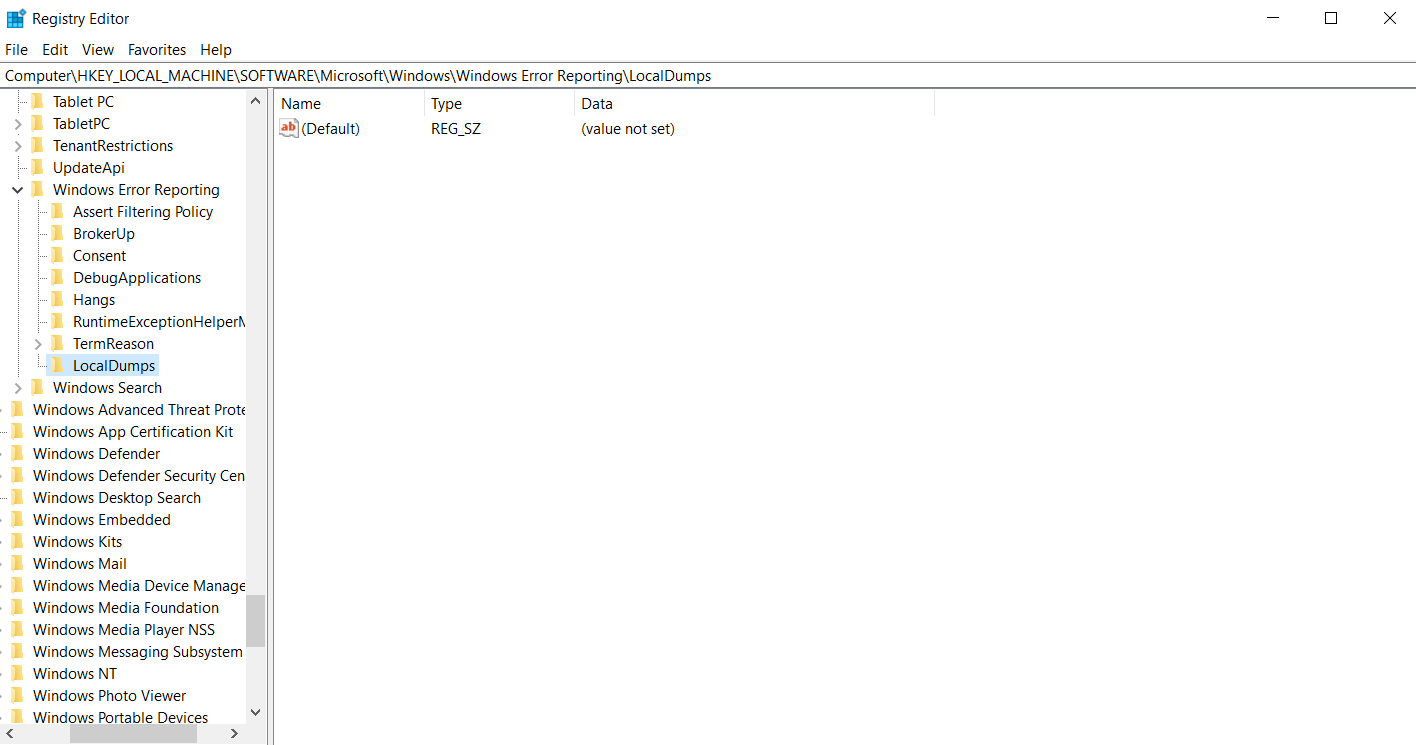 Registry Editor
File Edit View Favorites Help
Computer\HKEY_LOCAL_MACHINE\SOFTWARE\Microsoft\Windows\Windows Error Reporting\LocalDumps
Tablet PC
TabletPC
TenantRestrictions
UpdateApi
Windows Error Reporting
Assert Filtering Policy
BrokerUp
Consent
DebugApplications
Hangs
RuntimeExceptionHelperM
TermReason
LocalDumps
Windows Search
Windows Advanced Threat Prote
Windows App Certification Kit
Windows Defender
Windows Defender Security Cen
Windows Desktop Search
Windows Embedded
Windows Kits
Windows Mail
Windows Media Device Manage
Windows Media Foundation
Windows Media Player NSS
Windows Messaging Subsystem
Windows NT
Windows Photo Viewer
Windows Portable Devices
Name Type Data
ab (Default) REG_SZ (value not set)